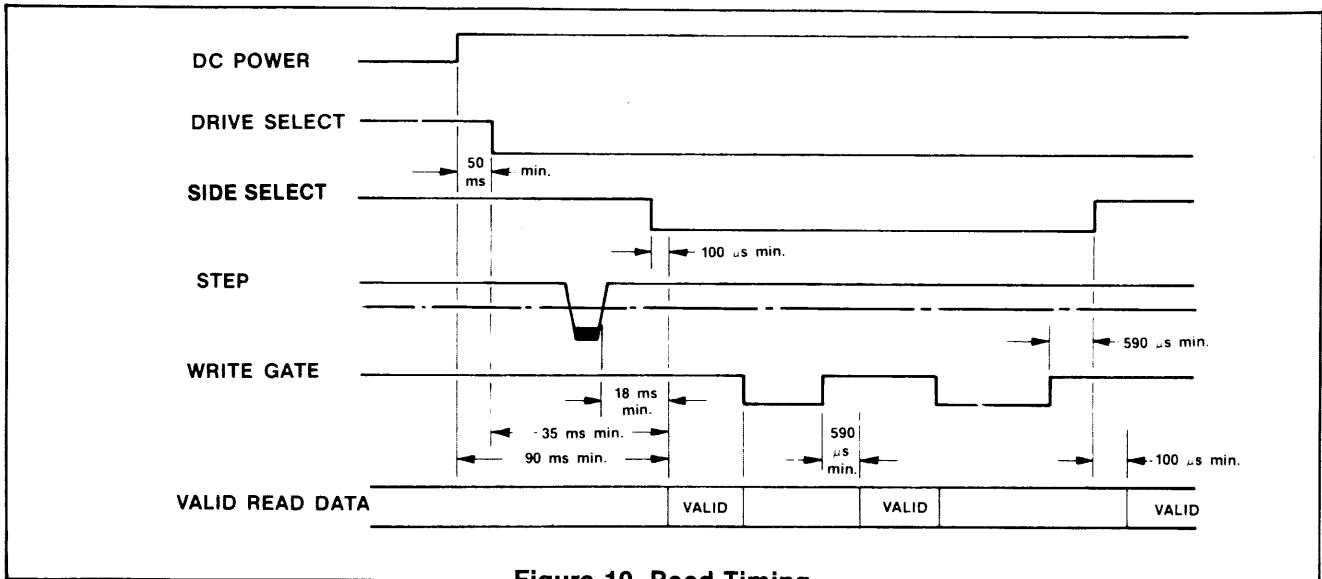 DC POWER
DRIVE SELECT
50
ms
min.
SIDE SELECT
100 μs min.
STEP
590 μs min.
WRITE GATE
18 ms
min.
35 ms min.
590
μs
min.
90 ms min.
100 μs min.
VALID READ DATA
VALID
VALID
VALID
Figure 10. Read Timing